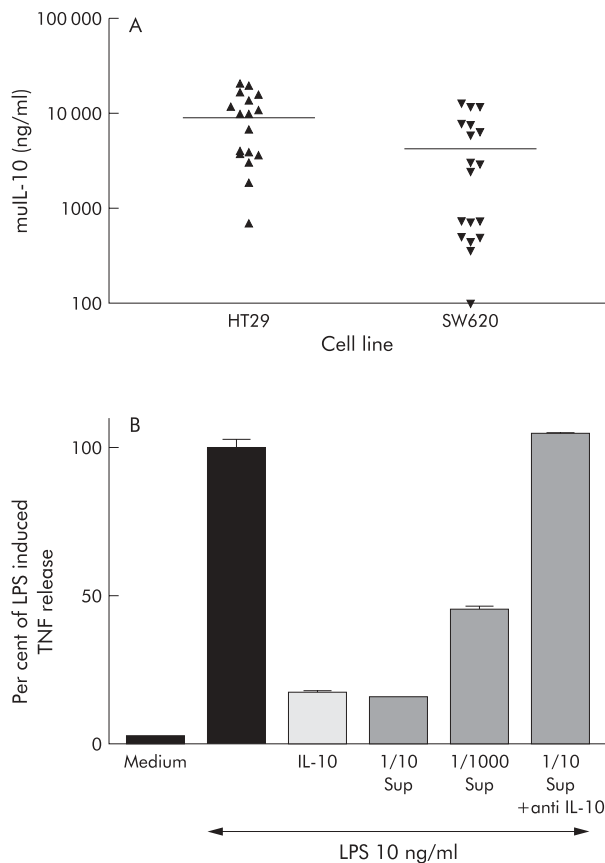 A
100 000
10 000
1000
100
muIL-10 (ng/ml)
HT29 SW620
Cell line
B
100
50
0
Per cent of LPS induced
TNF release
Medium IL-10 1/10 1/1000 1/10
Sup Sup Sup
+anti IL-10
LPS 10 ng/ml